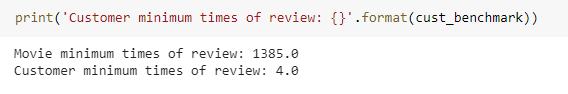 print('Customer minimum times of review: {}'.format(cust_benchmark))
Movie minimum times of review: 1385.0
Customer minimum times of review: 4.0